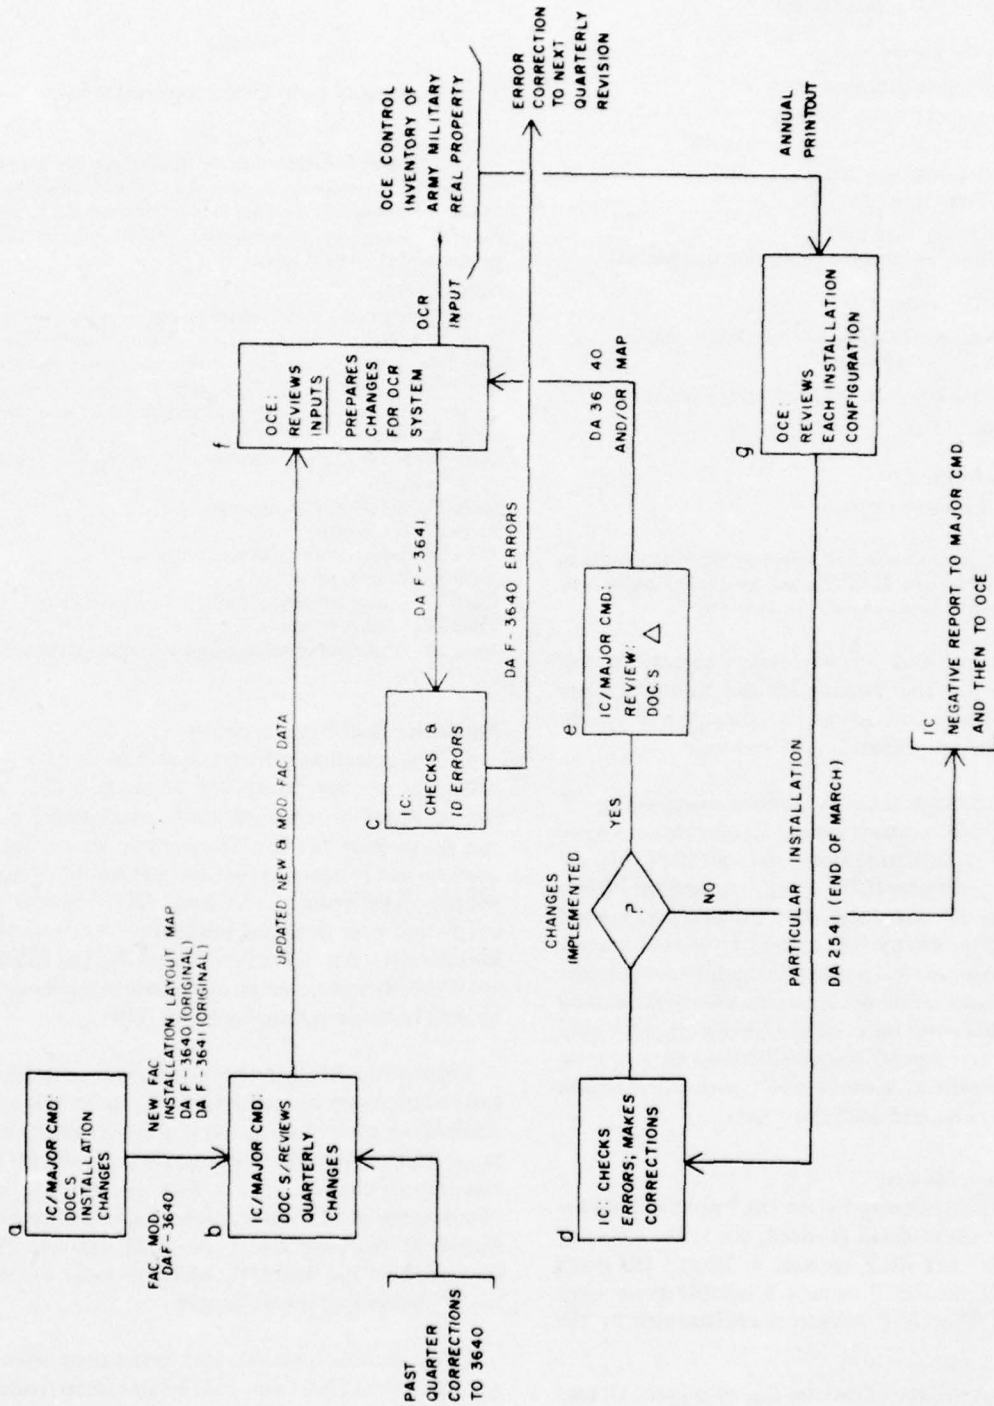 a
IC/MAJOR CMD:
DOC S
INSTALLATION
CHANGES
FAC MOD
DAF-3640
NEW FAC
INSTALLATION LAYOUT MAP
DA F-3640 (ORIGINAL)
DA F-3641 (ORIGINAL)
b
IC/MAJOR CMD:
DOC.S/REVIEWS
QUARTERLY
CHANGES
PAST
QUARTER
CORRECTIONS
TO 3640
UPDATED NEW & MOD FAC DATA
f
OCE:
REVIEWS
INPUTS
PREPARES
CHANGES
FOR OCR
SYSTEM
OCR
INPUT
OCE CONTROL
INVENTORY OF
ARMY MILITARY
REAL PROPERTY
DA F-3641
c
IC:
CHECKS &
ID ERRORS
DA F-3640 ERRORS
ERROR
CORRECTION
TO NEXT
QUARTERLY
REVISION
d
IC: CHECKS
ERRORS; MAKES
CORRECTIONS
CHANGES
IMPLEMENTED
?
YES
NO
e
IC/MAJOR CMD:
REVIEW:
DOC.S △
DA 36 40
AND/OR MAP
ANNUAL
PRINTOUT
g
OCE:
REVIEWS
EACH INSTALLATION
CONFIGURATION
PARTICULAR INSTALLATION
DA 2541 (END OF MARCH)
IC
NEGATIVE REPORT TO MAJOR CMD
AND THEN TO OCE